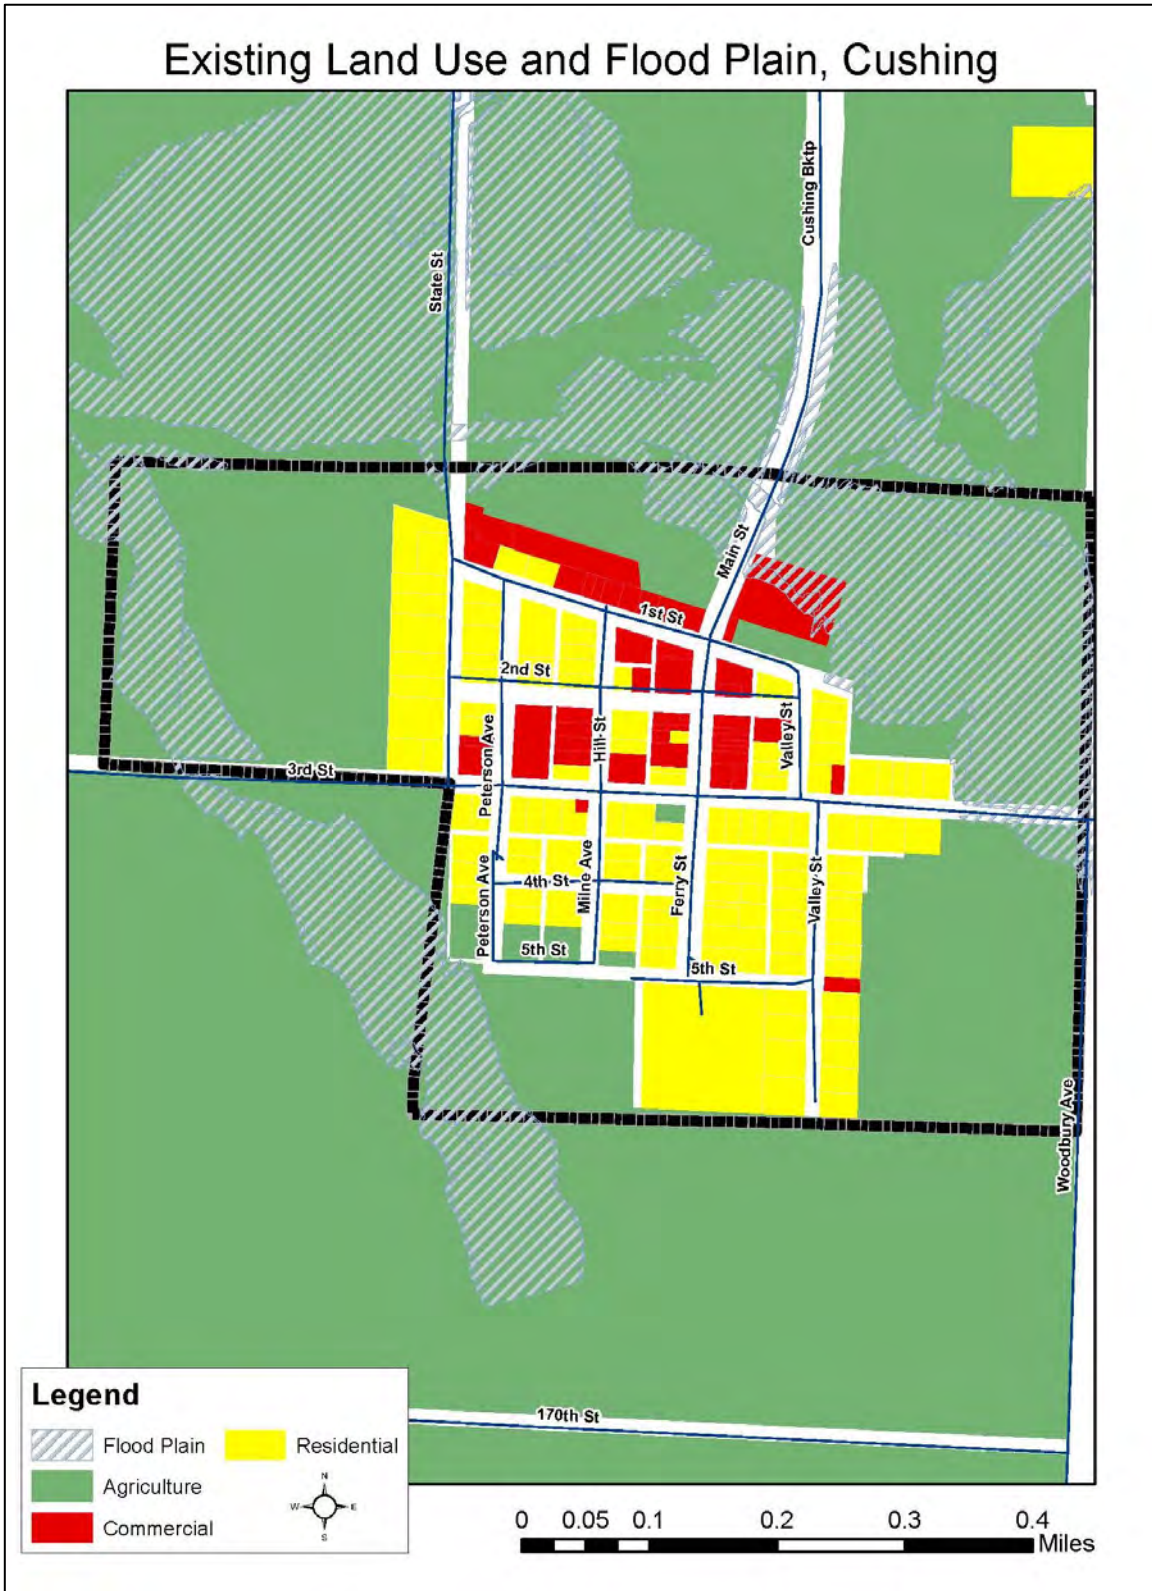 Existing Land Use and Flood Plain, Cushing
Cushing Bktp
State St
Main St
1st St
2nd St
Hill St
Valley St
Peterson Ave
3rd St
Peterson Ave
4th St
Milne Ave
Ferry St
Valley St
5th St
5th St
Woodbury Ave
170th St
Legend
Flood Plain
Residential
Agriculture
Commercial
N
W
E
S
0 0.05 0.1 0.2 0.3 0.4
Miles